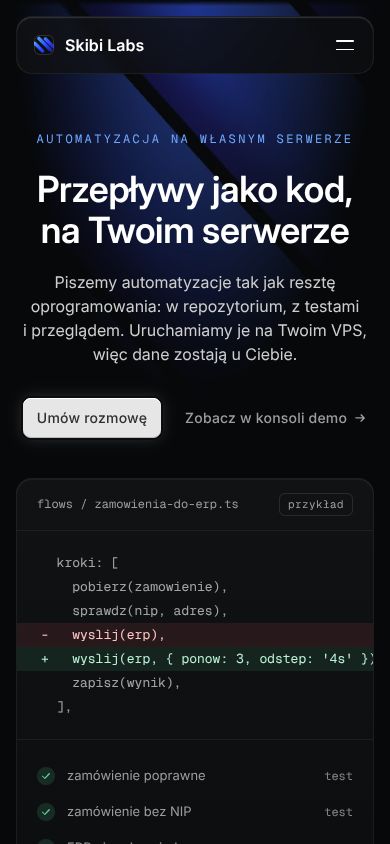 Skibi Labs
AUTOMATYZACJA NA WŁASNYM SERWERZE
Przepływy jako kod,
na Twoim serwerze
Piszemy automatyzacje tak jak resztę
oprogramowania: w repozytorium, z testami
i przeglądem. Uruchamiamy je na Twoim VPS,
więc dane zostają u Ciebie.
Umów rozmowę
Zobacz w konsoli demo →
flows / zamowienia-do-erp.ts
przykład
kroki: [
pobierz(zamowienie),
sprawdz(nip, adres),
- wyslij(erp),
+ wyslij(erp, { ponow: 3, odstep: '4s' })
zapisz(wynik),
],
zamówienie poprawne test
zamówienie bez NIP test